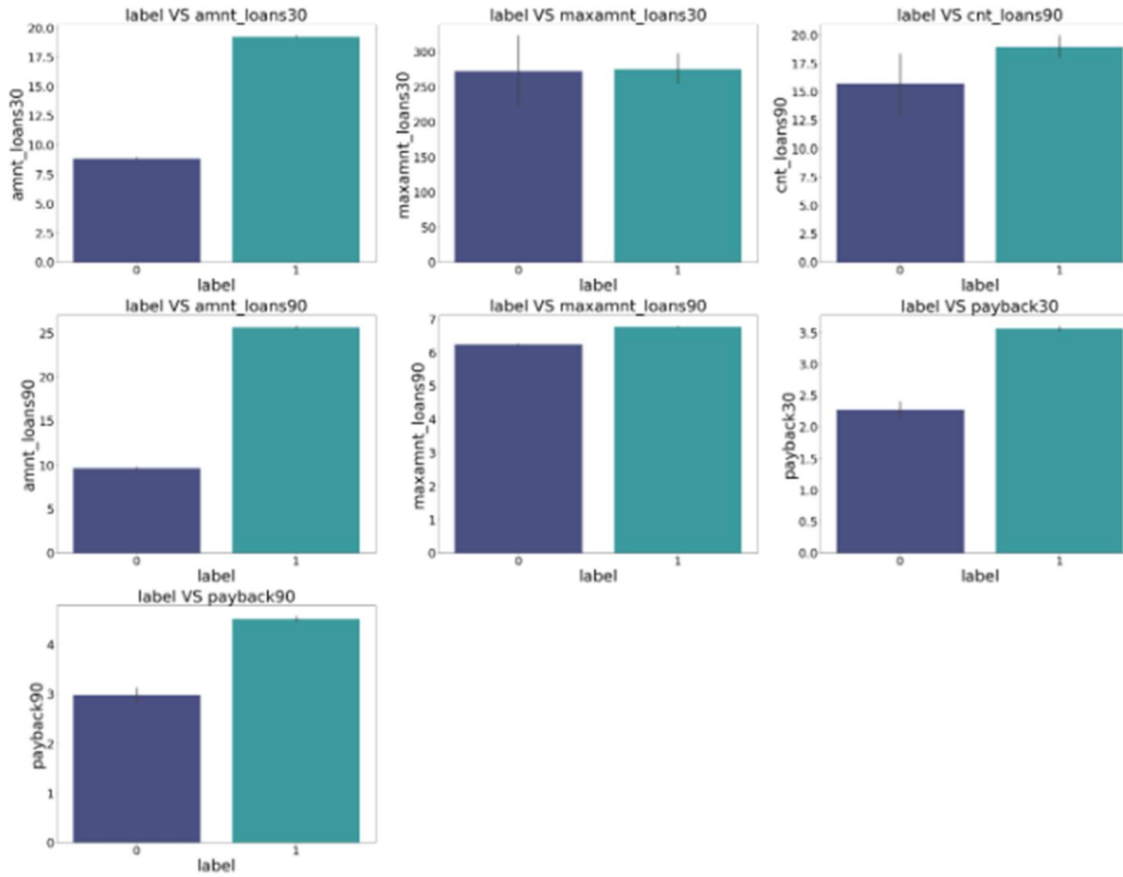 label VS amnt_loans30
20.0
17.5
15.0
12.5
10.0
7.5
5.0
2.5
0.0
amnt_loans30
0 1
label
label VS maxamnt_loans30
300
250
200
150
100
50
0
maxamnt_loans30
0 1
label
label VS cnt_loans90
20.0
17.5
15.0
12.5
10.0
7.5
5.0
2.5
0.0
cnt_loans90
0 1
label
label VS amnt_loans90
25
20
15
10
5
0
amnt_loans90
0 1
label
label VS maxamnt_loans90
7
6
5
4
3
2
1
0
maxamnt_loans90
0 1
label
label VS payback30
3.5
3.0
2.5
2.0
1.5
1.0
0.5
0.0
payback30
0 1
label
label VS payback90
4
3
2
1
0
payback90
0 1
label